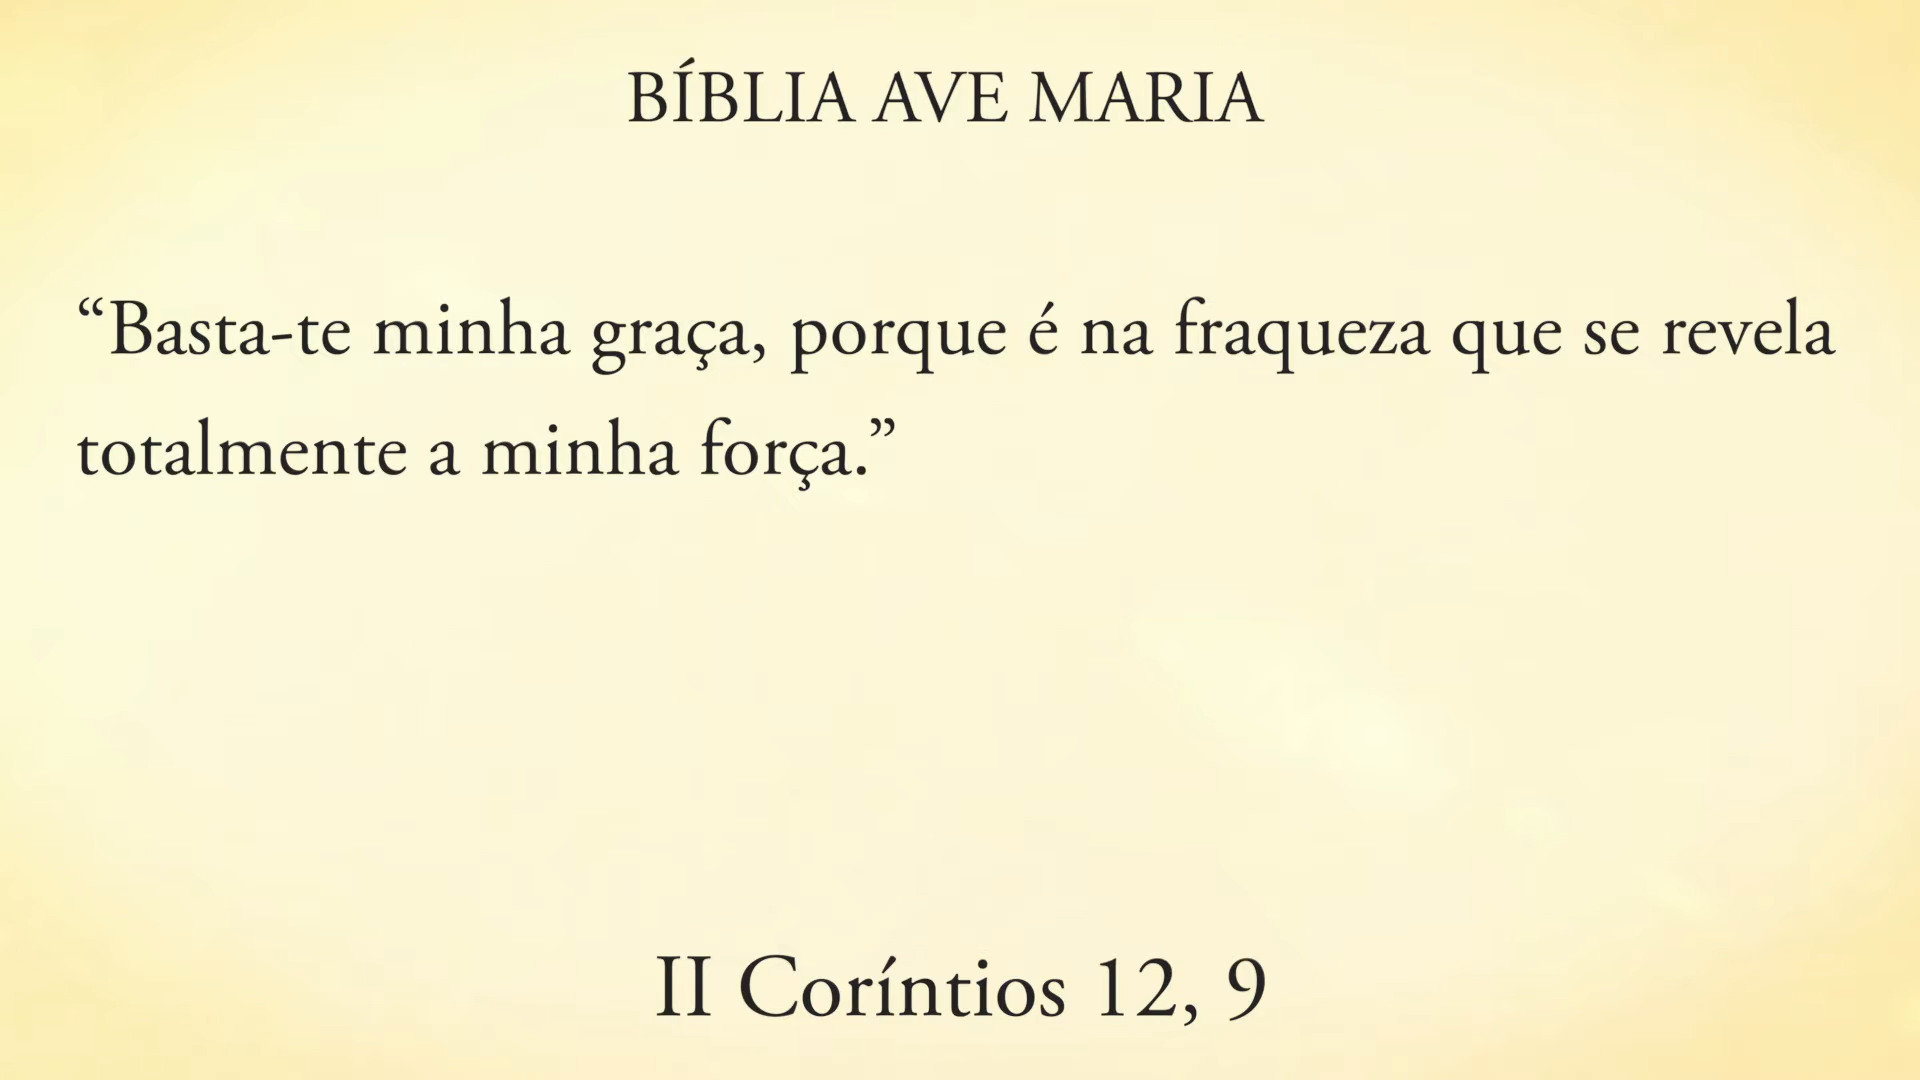 BÍBLIA AVE MARIA
“Basta-te minha graça, porque é na fraqueza que se revela
totalmente a minha força.”
II Coríntios 12, 9